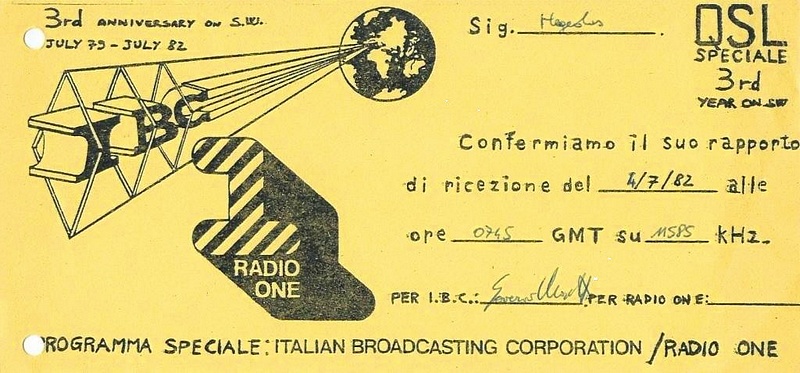 3rd ANNIVERSARY ON S.W.
JULY 79 - JULY 82
IBC
RADIO
ONE
Sig.
QSL
SPECIALE
3rd
YEAR ON SW
Confermiamo il suo rapporto
di ricezione del 4/7/82 alle
ore 0745 GMT su 11585 kHz.
PER I.B.C.: PER RADIO ONE:
PROGRAMMA SPECIALE: ITALIAN BROADCASTING CORPORATION / RADIO ONE